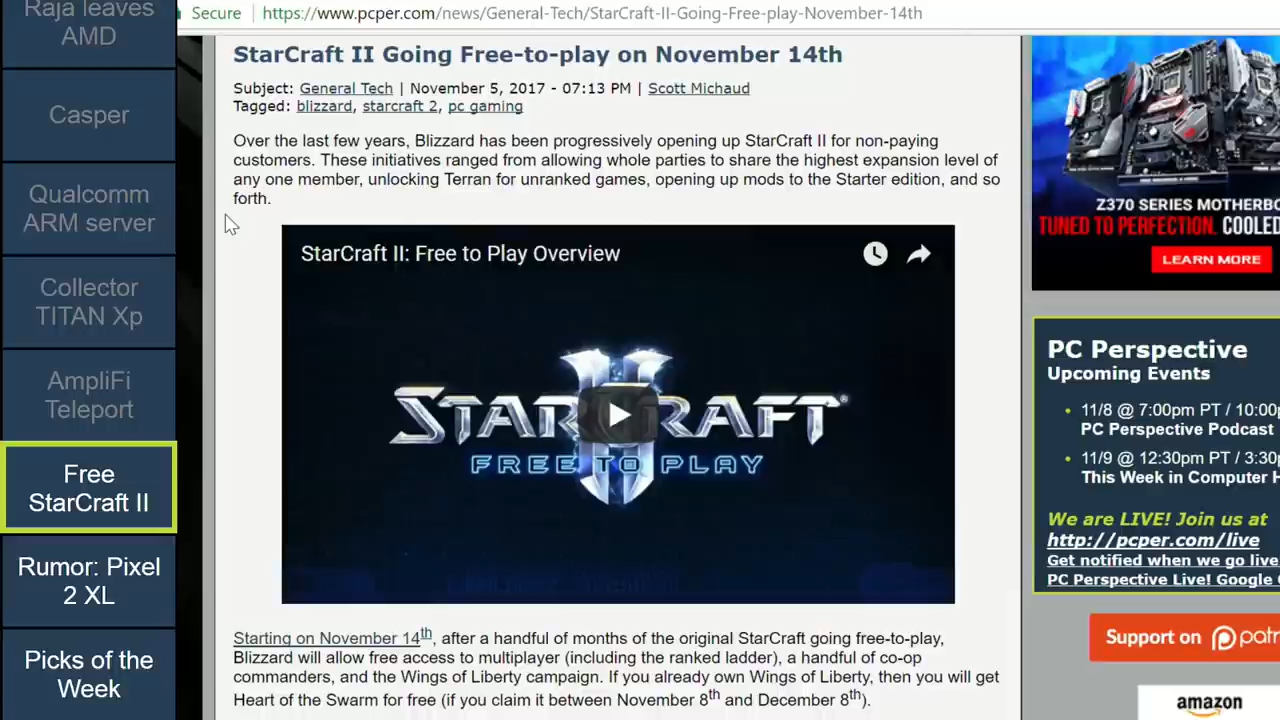 Raja leaves
AMD
Casper
Qualcomm
ARM server
Collector
TITAN Xp
AmpliFi
Teleport
Free
StarCraft II
Rumor: Pixel
2 XL
Picks of the
Week
Secure
https://www.pcper.com/news/General-Tech/StarCraft-II-Going-Free-play-November-14th
StarCraft II Going Free-to-play on November 14th
Subject: General Tech | November 5, 2017 - 07:13 PM | Scott Michaud
Tagged: blizzard, starcraft 2, pc gaming
Over the last few years, Blizzard has been progressively opening up StarCraft II for non-paying
customers. These initiatives ranged from allowing whole parties to share the highest expansion level of
any one member, unlocking Terran for unranked games, opening up mods to the Starter edition, and so
forth.
StarCraft II: Free to Play Overview
STARCRAFT
II
FREE TO PLAY
Starting on November 14th, after a handful of months of the original StarCraft going free-to-play,
Blizzard will allow free access to multiplayer (including the ranked ladder), a handful of co-op
commanders, and the Wings of Liberty campaign. If you already own Wings of Liberty, then you will get
Heart of the Swarm for free (if you claim it between November 8th and December 8th).
Z370 SERIES MOTHERBO
TUNED TO PERFECTION. COOLED
LEARN MORE
PC Perspective
Upcoming Events
11/8 @ 7:00pm PT / 10:00p
PC Perspective Podcast
11/9 @ 12:30pm PT / 3:30p
This Week in Computer H
We are LIVE! Join us at
http://pcper.com/live
Get notified when we go live
PC Perspective Live! Google
Support on patr
amazon